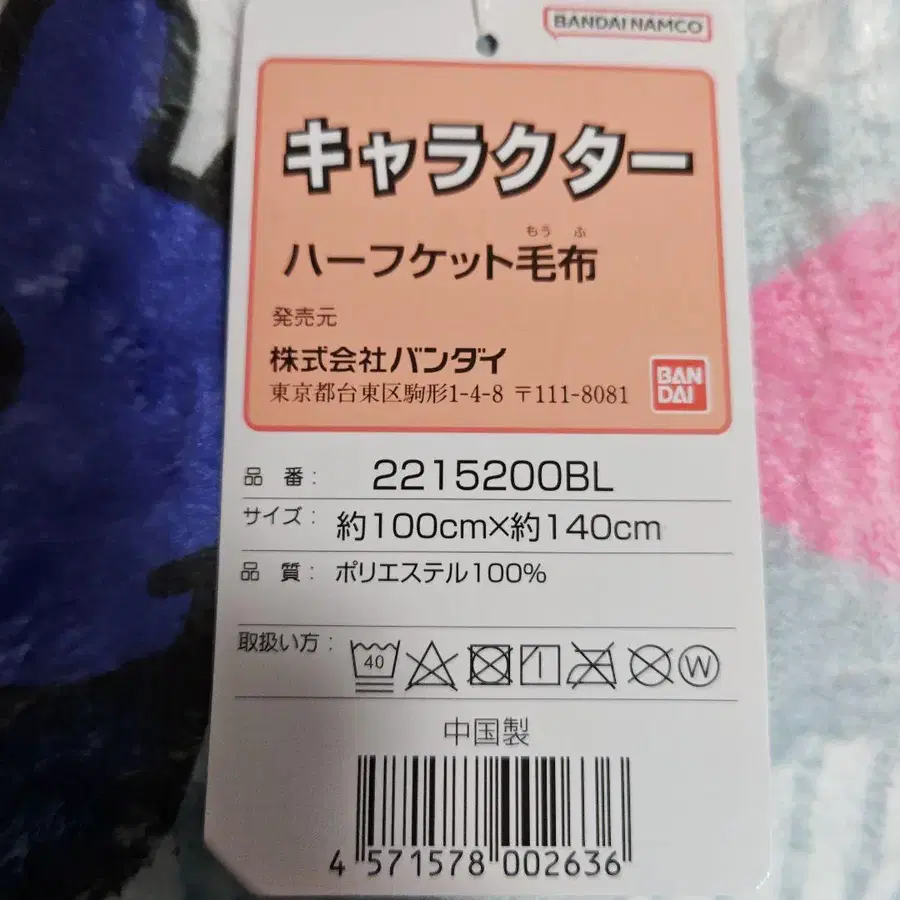 BANDAI NAMCO
キャラクター
もうふ
ハーフケット毛布
発売元
株式会社バンダイ
東京都台東区駒形1-4-8 〒111-8081
BAN
DAI
品 番： 2215200BL
サイズ： 約100cm×約140cm
品 質： ポリエステル100%
取扱い方：
40
W
中国製
4 571578 002636